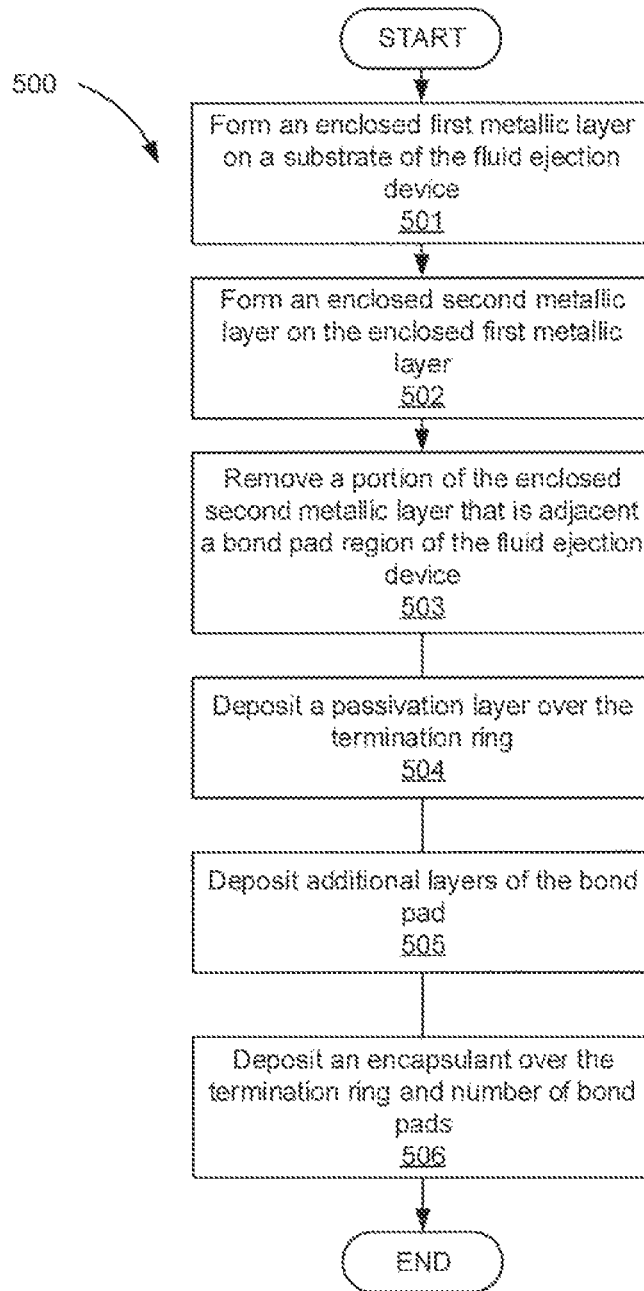 START
500
Form an enclosed first metallic layer
on a substrate of the fluid ejection
device
501
Form an enclosed second metallic
layer on the enclosed first metallic
layer
502
Remove a portion of the enclosed
second metallic layer that is adjacent
a bond pad region of the fluid ejection
device
503
Deposit a passivation layer over the
termination ring
504
Deposit additional layers of the bond
pad
505
Deposit an encapsulant over the
termination ring and number of bond
pads
506
END